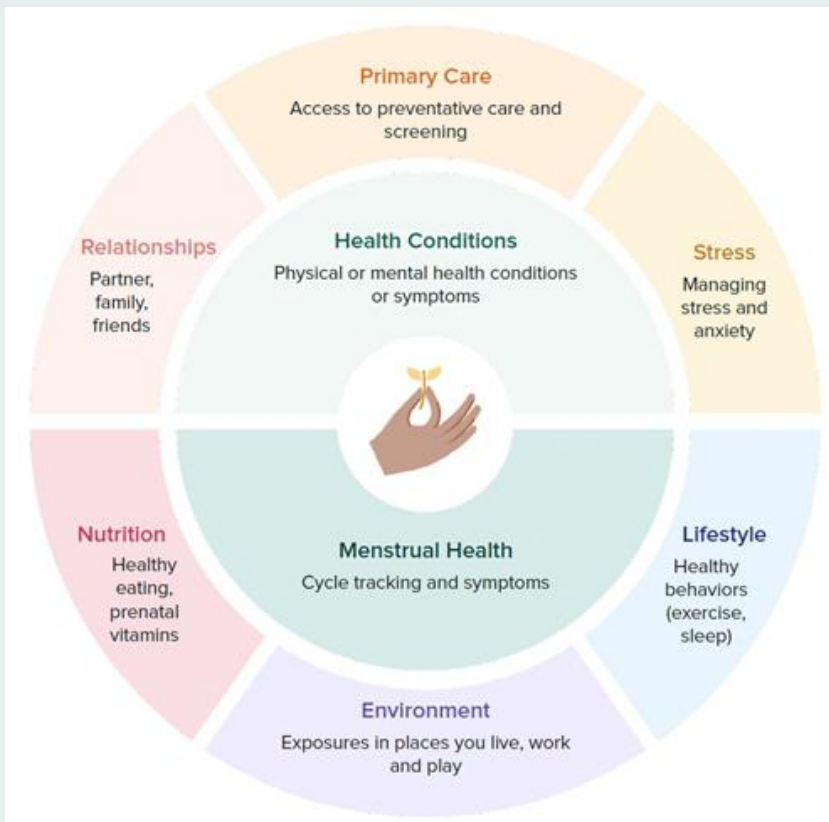 Primary Care
Access to preventative care and
screening
Relationships
Partner,
family,
friends
Health Conditions
Physical or mental health conditions
or symptoms
Stress
Managing
stress and
anxiety
Nutrition
Healthy
eating,
prenatal
vitamins
Menstrual Health
Cycle tracking and symptoms
Lifestyle
Healthy
behaviors
(exercise,
sleep)
Environment
Exposures in places you live, work
and play